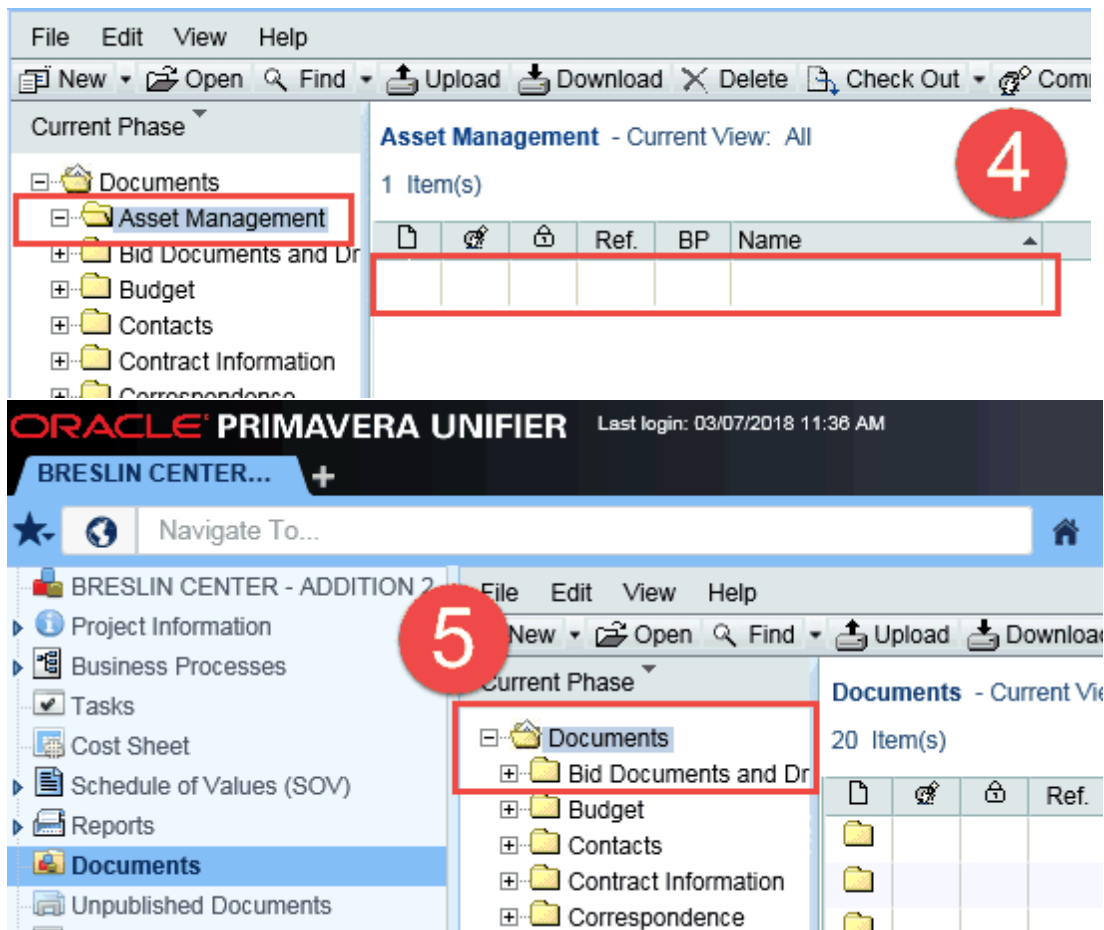 File Edit View Help
New Open Find Upload Download Delete Check Out Com
Current Phase
Asset Management - Current View: All
4
Documents
1 Item(s)
Asset Management
Ref. BP Name
Bid Documents and Dr
Budget
Contacts
Contract Information
Correspondence
ORACLE PRIMAVERA UNIFIER Last login: 03/07/2018 11:36 AM
BRESLIN CENTER... +
Navigate To...
BRESLIN CENTER - ADDITION 2
File Edit View Help
Project Information
5
New Open Find Upload Download
Business Processes
Current Phase
Documents - Current Vie
Tasks
Documents
20 Item(s)
Cost Sheet
Bid Documents and Dr
Schedule of Values (SOV)
Ref.
Budget
Reports
Contacts
Documents
Contract Information
Unpublished Documents
Correspondence